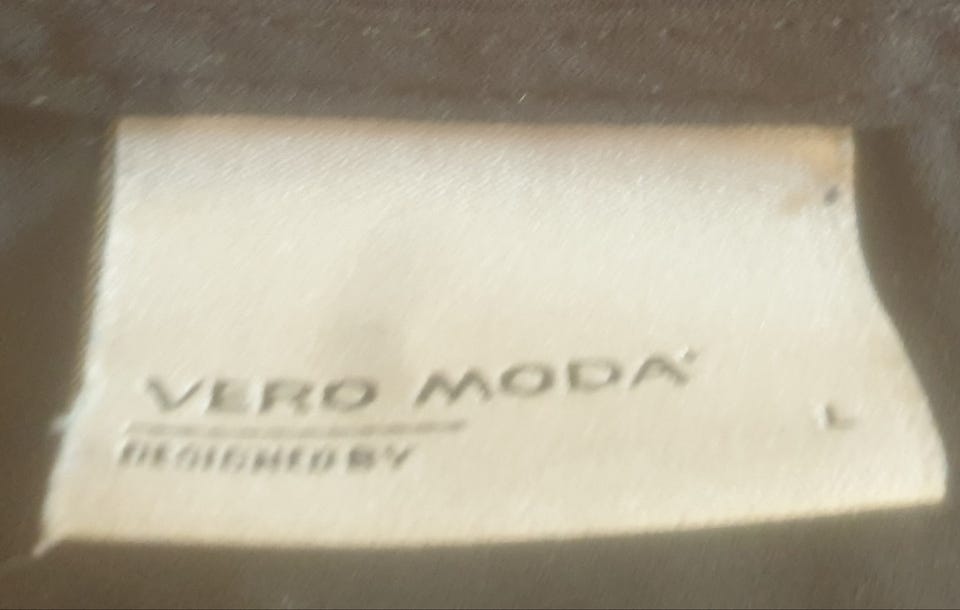 VERO MODA
L
DESIGNED BY